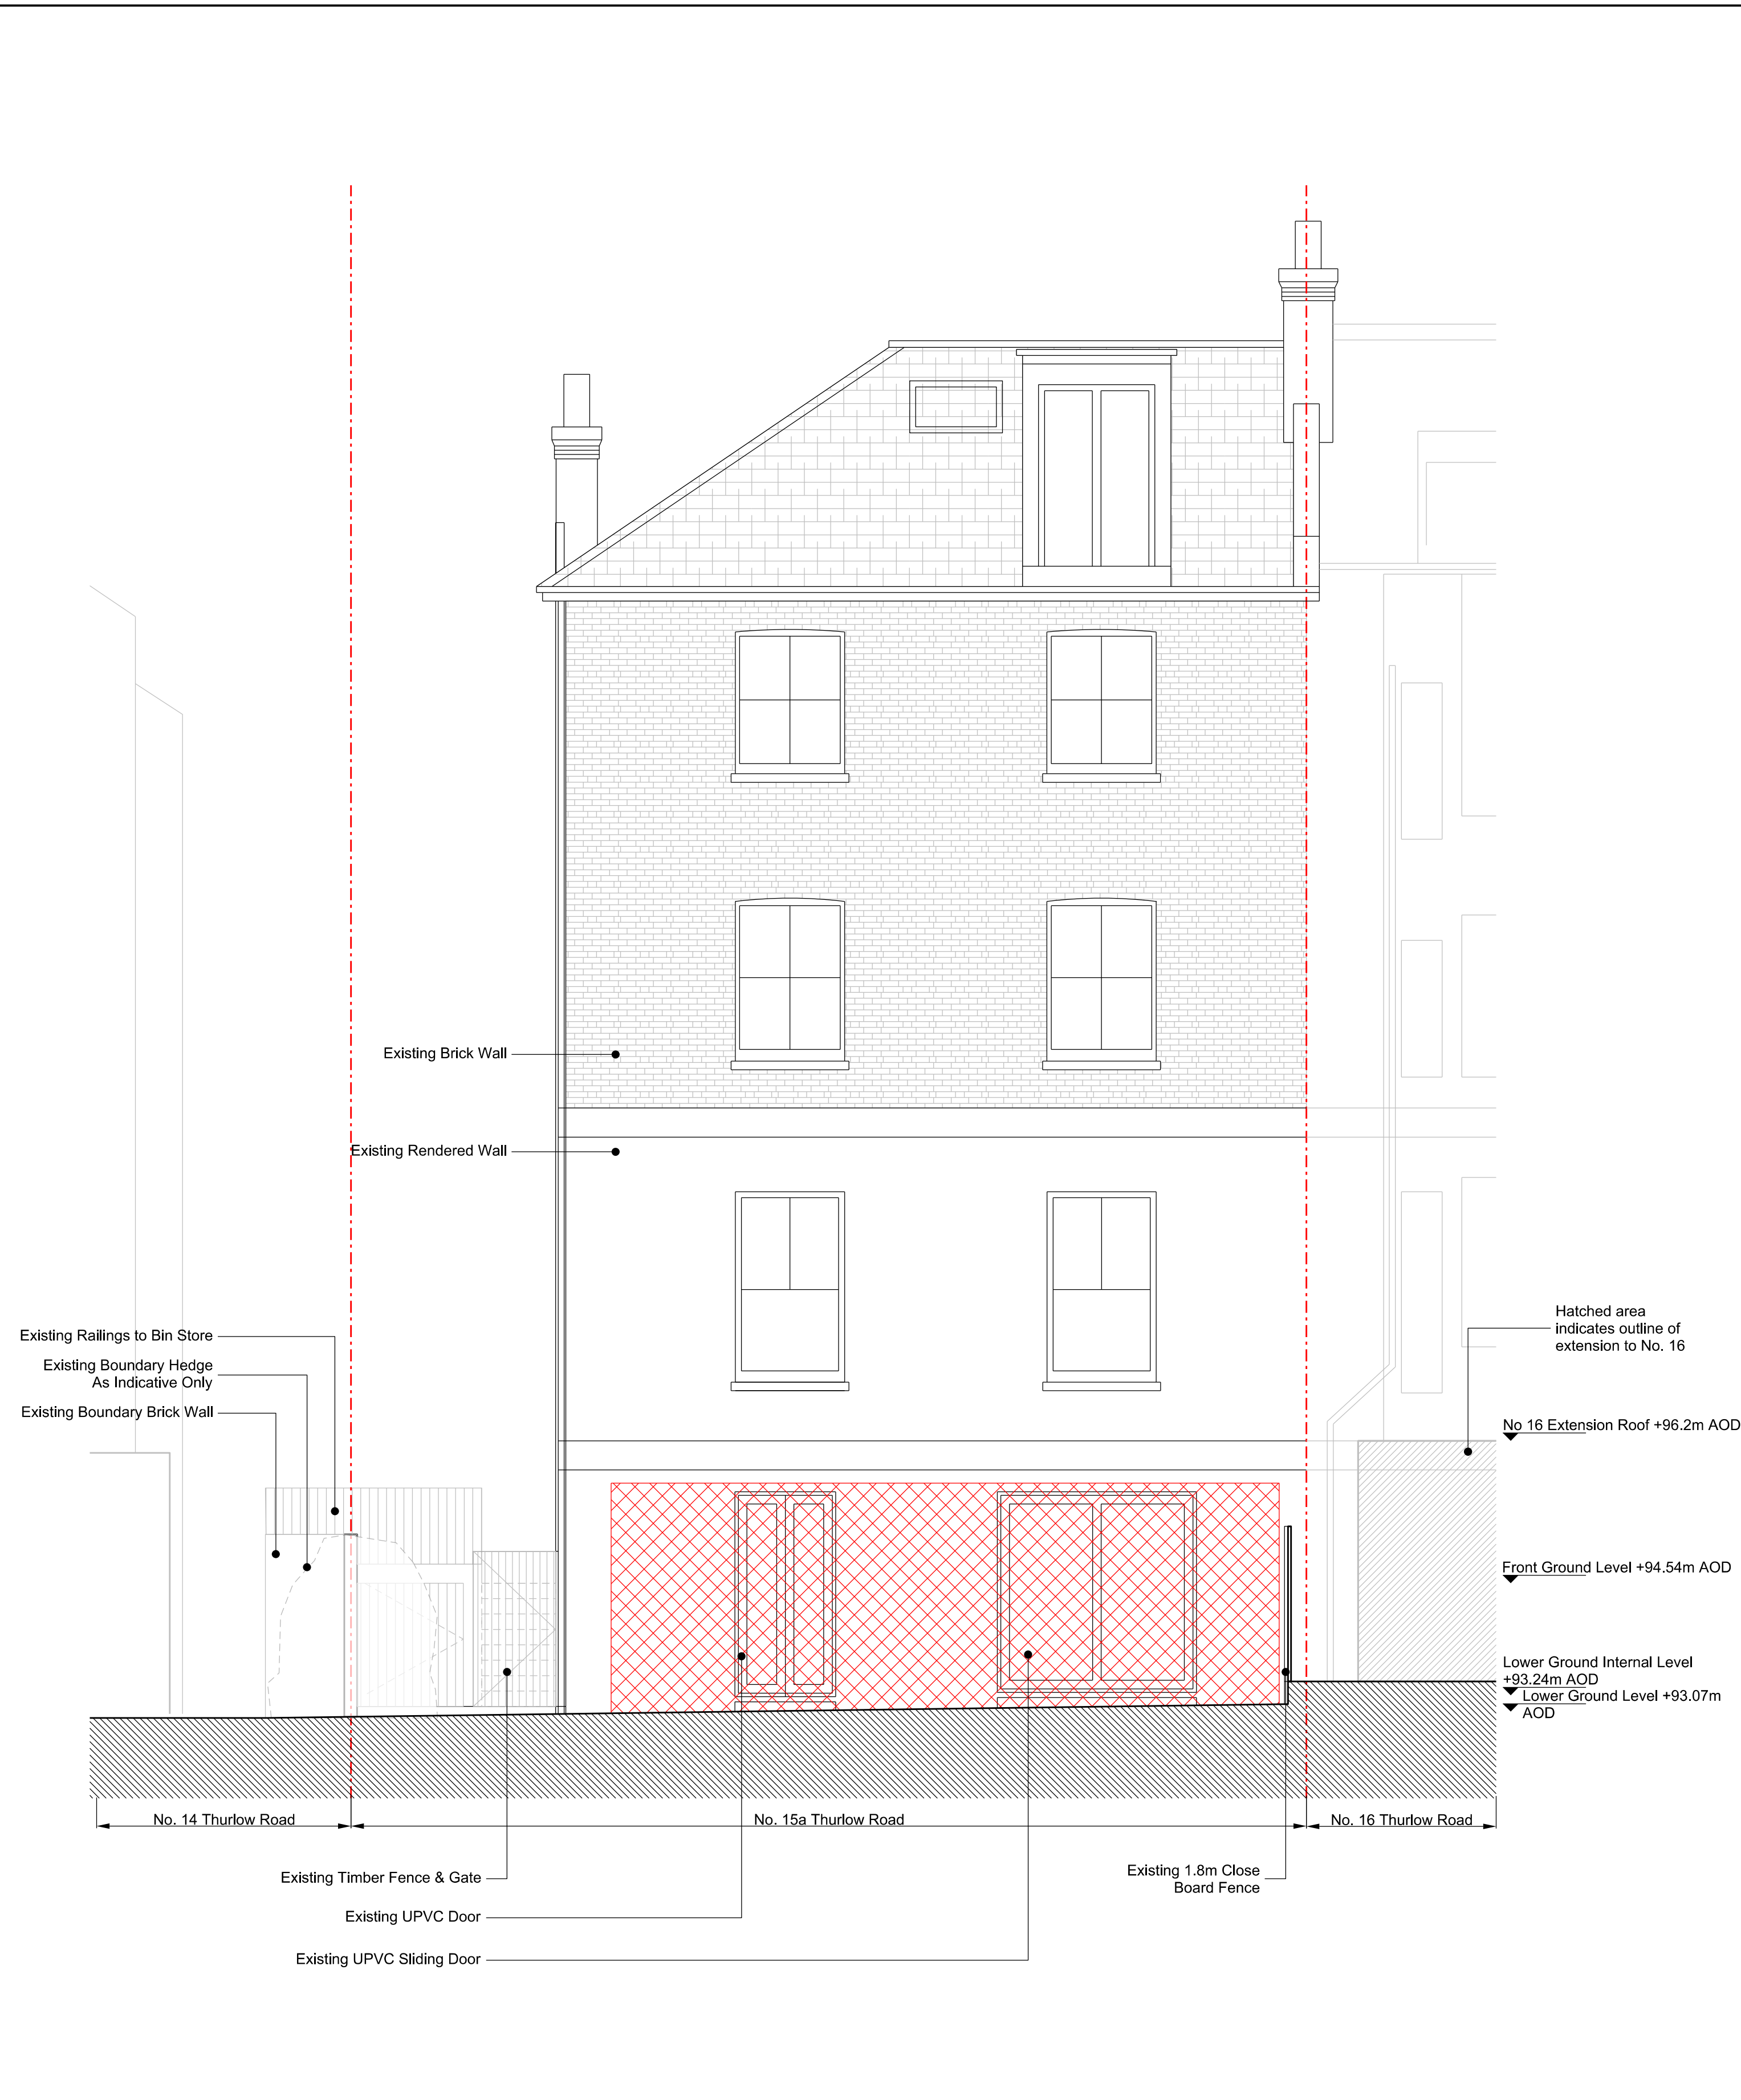 Existing Brick Wall
Existing Rendered Wall
Existing Railings to Bin Store
Existing Boundary Hedge
As Indicative Only
Existing Boundary Brick Wall
Hatched area
indicates outline of
extension to No. 16
No 16 Extension Roof +96.2m AOD
Front Ground Level +94.54m AOD
Lower Ground Internal Level
+93.24m AOD
Lower Ground Level +93.07m
AOD
No. 14 Thurlow Road
No. 15a Thurlow Road
No. 16 Thurlow Road
Existing Timber Fence & Gate
Existing 1.8m Close
Board Fence
Existing UPVC Door
Existing UPVC Sliding Door